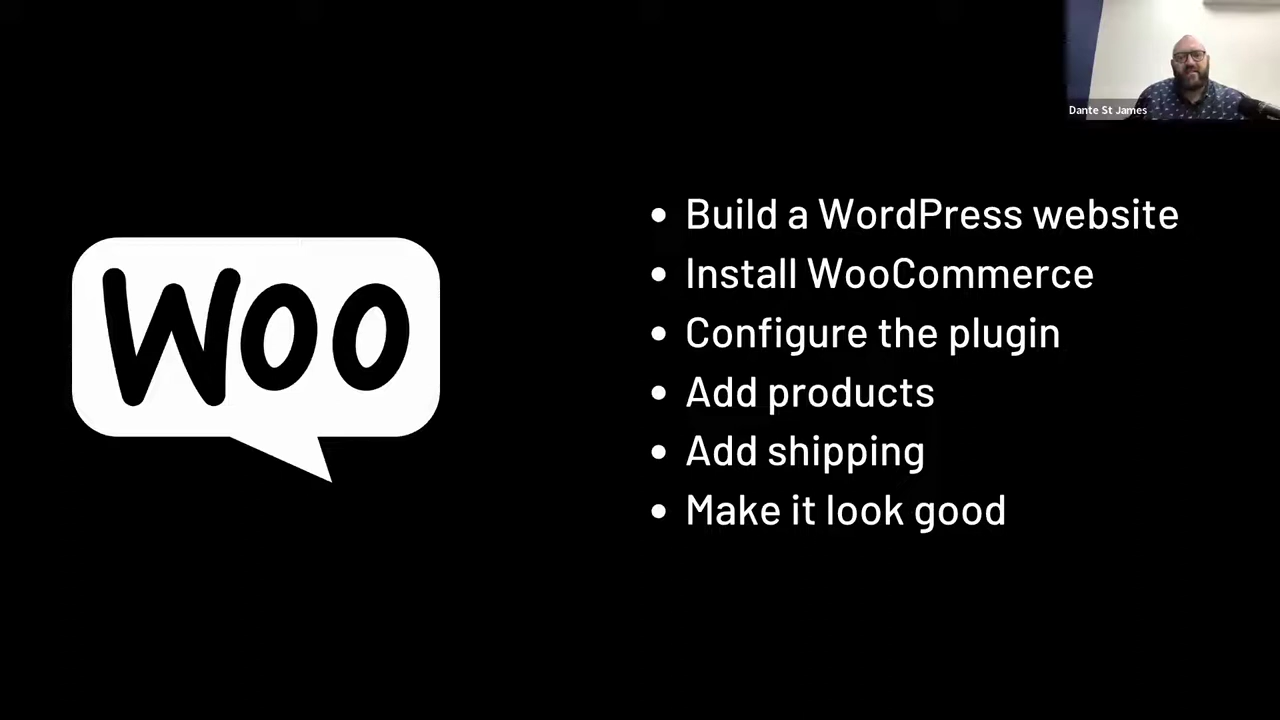 Dante St James
Woo
Build a WordPress website
Install WooCommerce
Configure the plugin
Add products
Add shipping
Make it look good